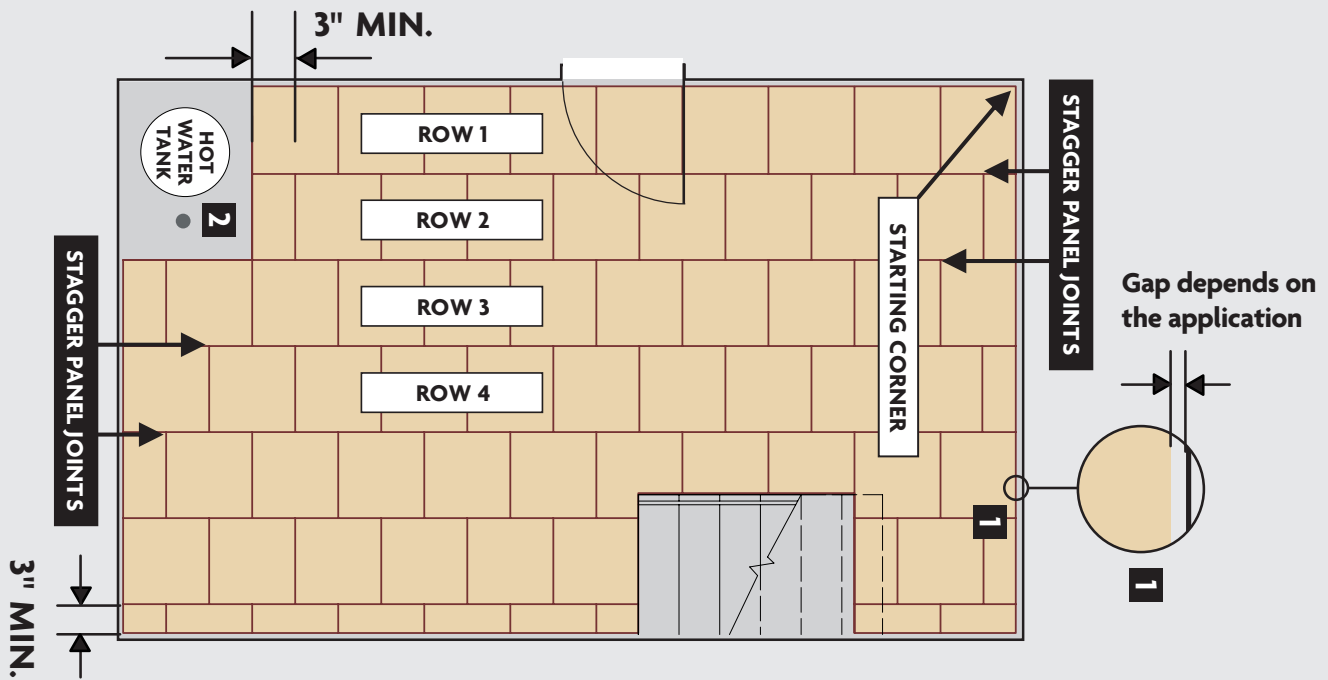 3" MIN.
HOT
WATER
TANK
2
ROW 1
ROW 2
ROW 3
ROW 4
STARTING CORNER
STAGGER PANEL JOINTS
Gap depends on
the application
1
1
STAGGER PANEL JOINTS
3" MIN.